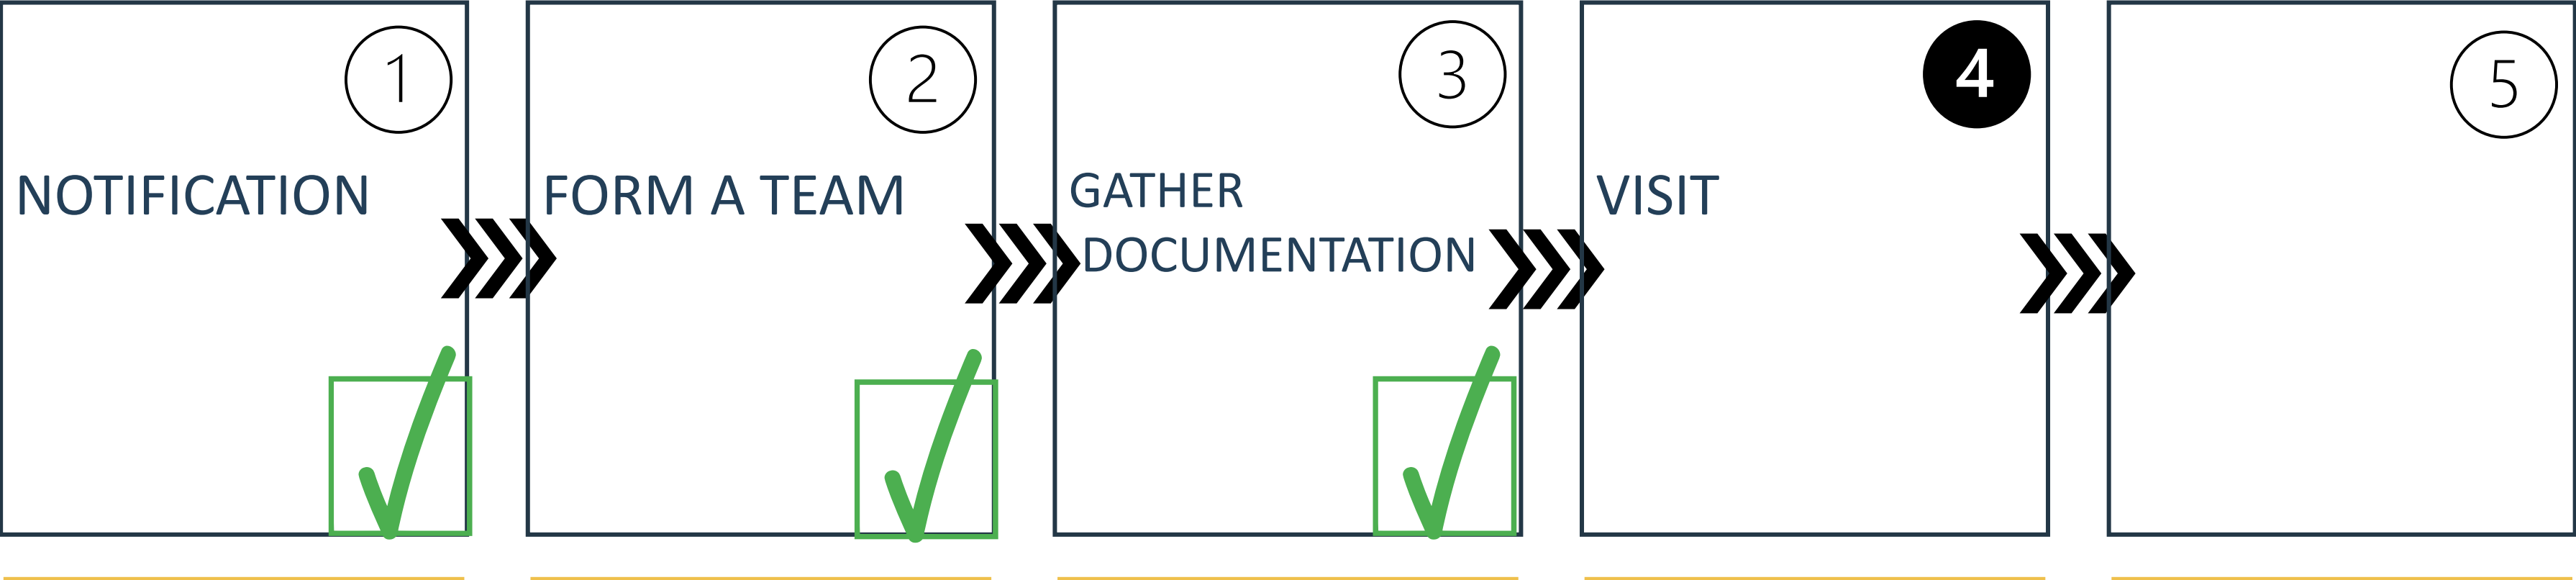 1
NOTIFICATION
2
FORM A TEAM
3
GATHER
DOCUMENTATION
4
VISIT
5